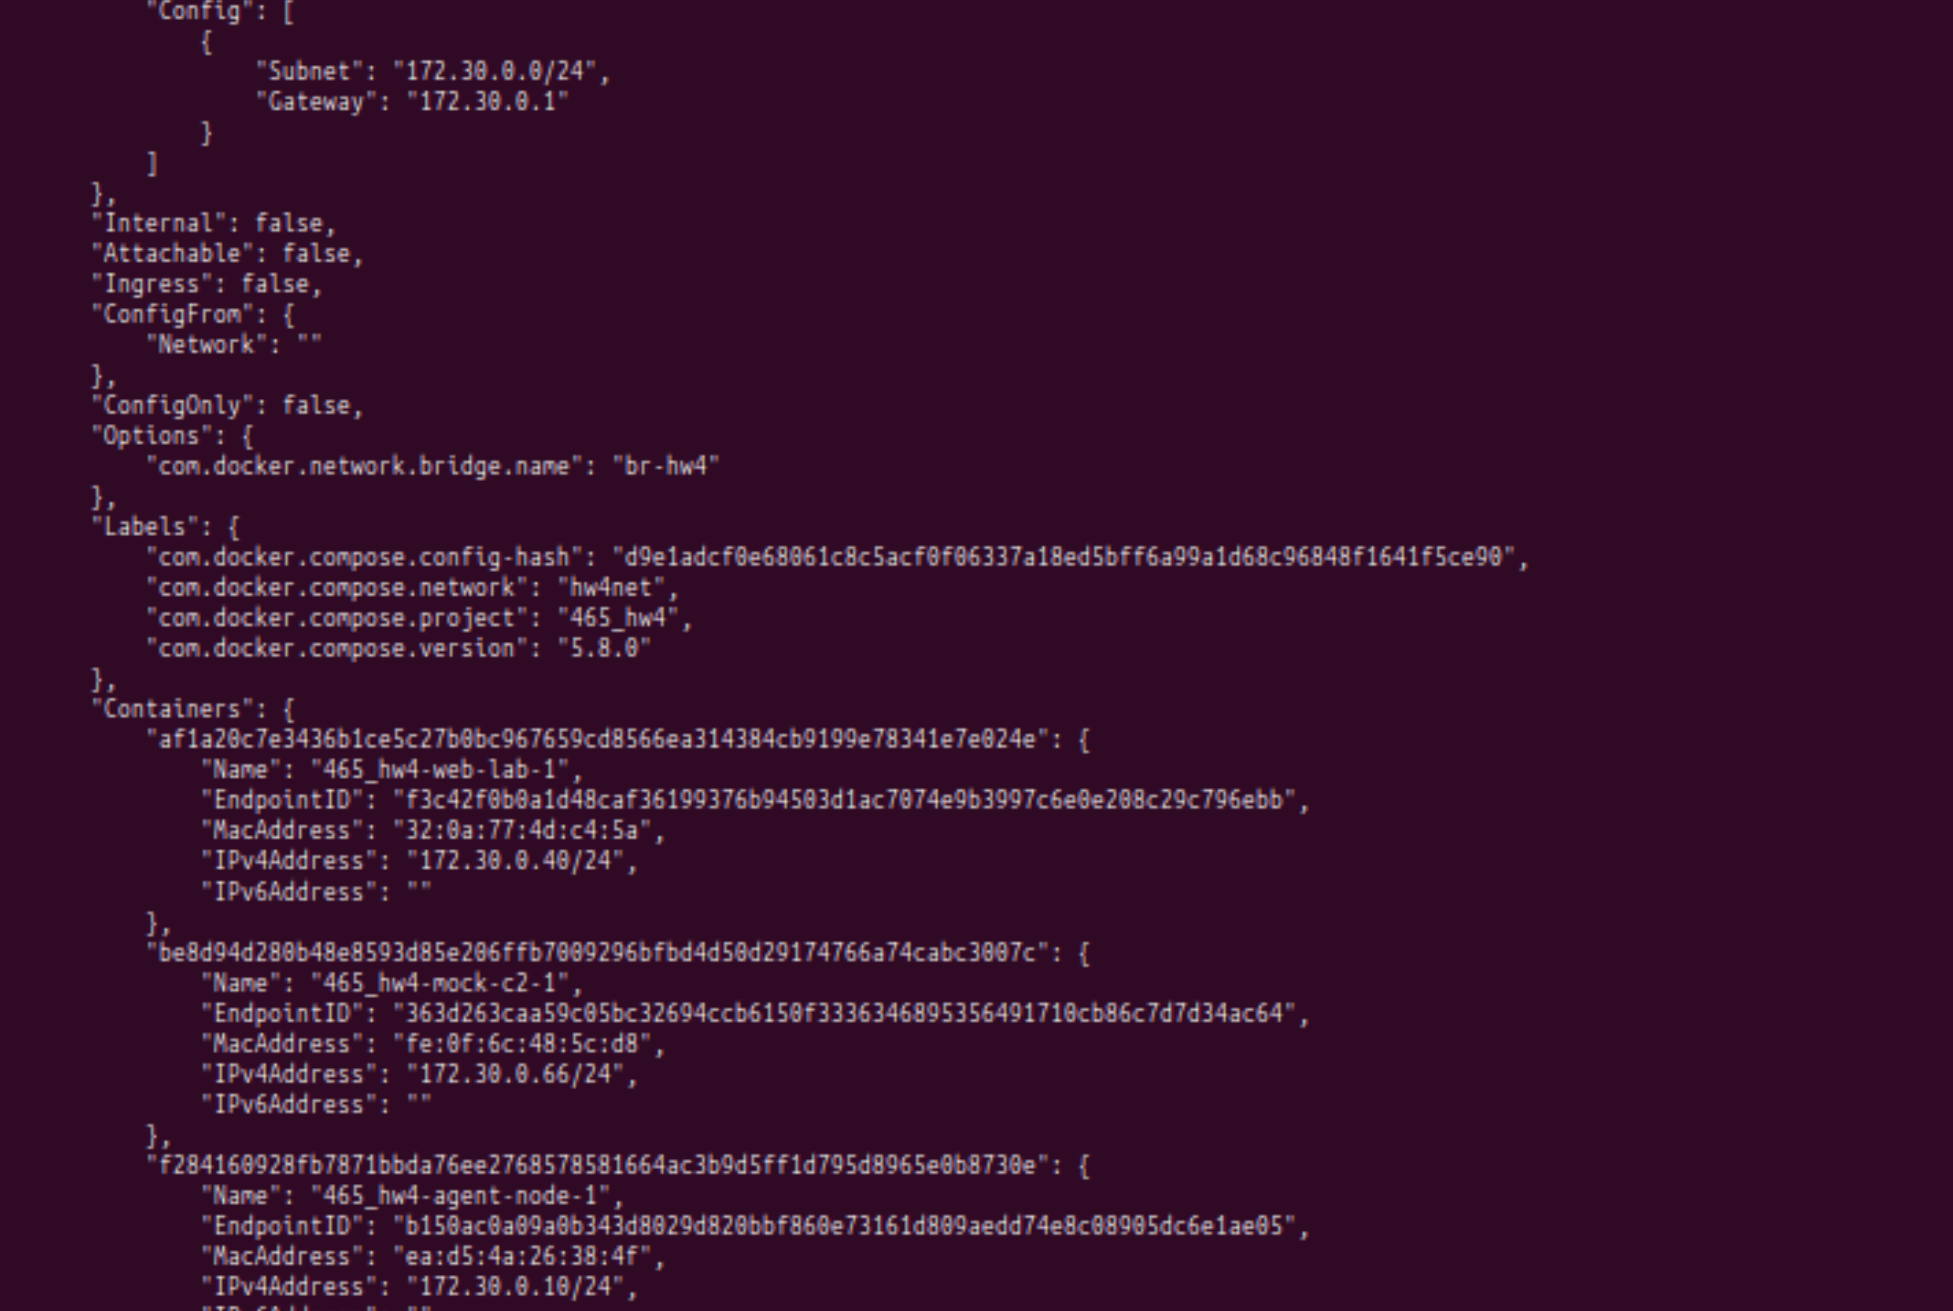 "Config": [
{
"Subnet": "172.30.0.0/24",
"Gateway": "172.30.0.1"
}
]
},
"Internal": false,
"Attachable": false,
"Ingress": false,
"ConfigFrom": {
"Network": ""
},
"ConfigOnly": false,
"Options": {
"com.docker.network.bridge.name": "br-hw4"
},
"Labels": {
"com.docker.compose.config-hash": "d9e1adcf0e68061c8c5acf0f06337a18ed5bff6a99a1d68c96848f1641f5ce90",
"com.docker.compose.network": "hw4net",
"com.docker.compose.project": "465_hw4",
"com.docker.compose.version": "5.8.0"
},
"Containers": {
"af1a20c7e3436b1ce5c27b0bc967659cd8566ea314384cb9199e78341e7e024e": {
"Name": "465_hw4-web-lab-1",
"EndpointID": "f3c42f0b0a1d48caf36199376b94503d1ac7074e9b3997c6e0e208c29c796ebb",
"MacAddress": "32:0a:77:4d:c4:5a",
"IPv4Address": "172.30.0.40/24",
"IPv6Address": ""
},
"be8d94d280b48e8593d85e206ffb7009296bfbd4d50d29174766a74cabc3007c": {
"Name": "465_hw4-mock-c2-1",
"EndpointID": "363d263caa59c05bc32694ccb6150f3336346895356491710cb86c7d7d34ac64",
"MacAddress": "fe:0f:6c:48:5c:d8",
"IPv4Address": "172.30.0.66/24",
"IPv6Address": ""
},
"f284160928fb7871bbda76ee2768578581664ac3b9d5ff1d795d8965e0b8730e": {
"Name": "465_hw4-agent-node-1",
"EndpointID": "b150ac0a09a0b343d8029d820bbf860e73161d809aedd74e8c08905dc6e1ae05",
"MacAddress": "ea:d5:4a:26:38:4f",
"IPv4Address": "172.30.0.10/24",